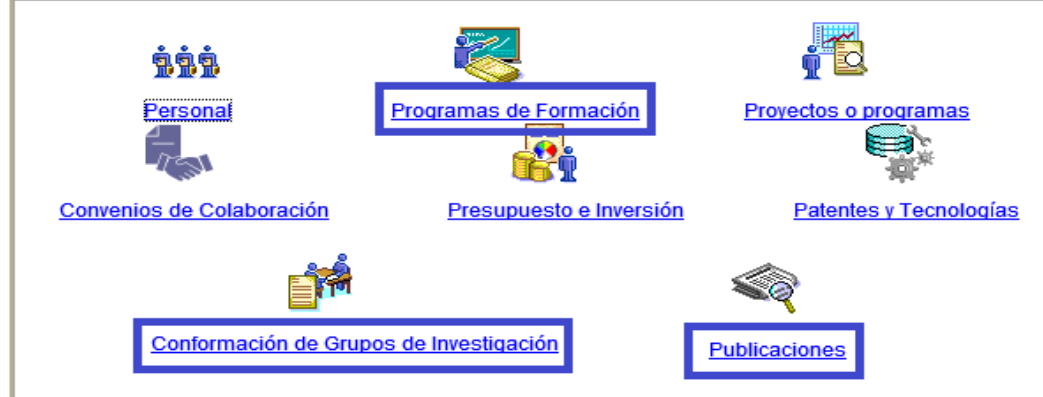 Personal
Programas de Formación
Proyectos o programas
Convenios de Colaboración
Presupuesto e Inversión
Patentes y Tecnologías
Conformación de Grupos de Investigación
Publicaciones